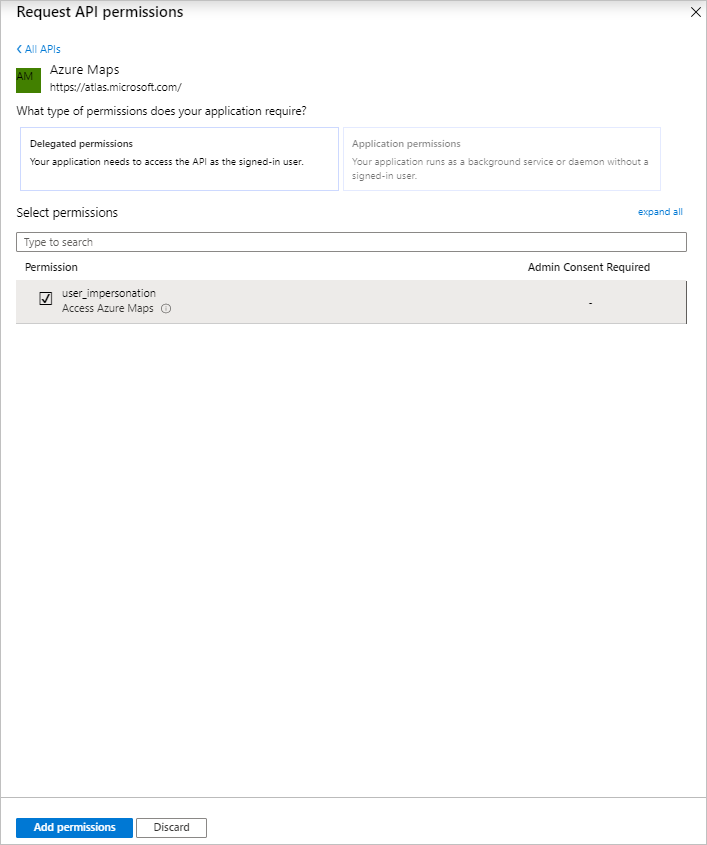 Request API permissions
All APIs
AM
Azure Maps
https://atlas.microsoft.com/
What type of permissions does your application require?
Delegated permissions
Your application needs to access the API as the signed-in user.
Application permissions
Your application runs as a background service or daemon without a
signed-in user.
Select permissions
expand all
Type to search
Permission
Admin Consent Required
user_impersonation
Access Azure Maps
-
Add permissions
Discard